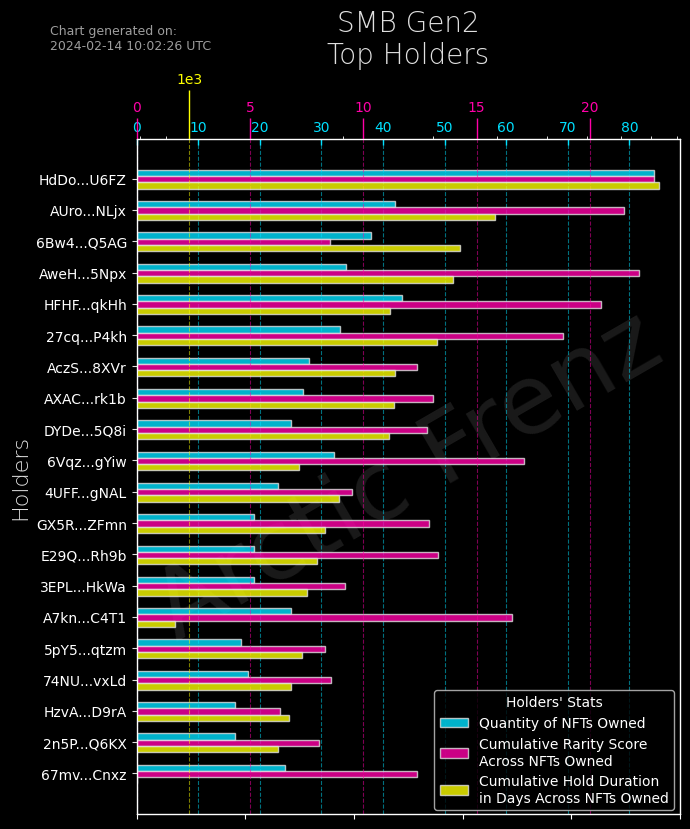 Chart generated on:
2024-02-14 10:02:26 UTC
SMB Gen2
Top Holders
1e3
0 5 10 15 20
0 10 20 30 40 50 60 70 80
Holders
HdDo...U6FZ
AUro...NLjx
6Bw4...Q5AG
AweH...5Npx
HFHF...qkHh
27cq...P4kh
AczS...8XVr
AXAC...rk1b
DYDe...5Q8i
6Vqz...gYiw
4UFF...gNAL
GX5R...ZFmn
E29Q...Rh9b
3EPL...HkWa
A7kn...C4T1
5pY5...qtzm
74NU...vxLd
HzvA...D9rA
2n5P...Q6KX
67mv...Cnxz
Arctic Frenz
Holders' Stats
Quantity of NFTs Owned
Cumulative Rarity Score
Across NFTs Owned
Cumulative Hold Duration
in Days Across NFTs Owned